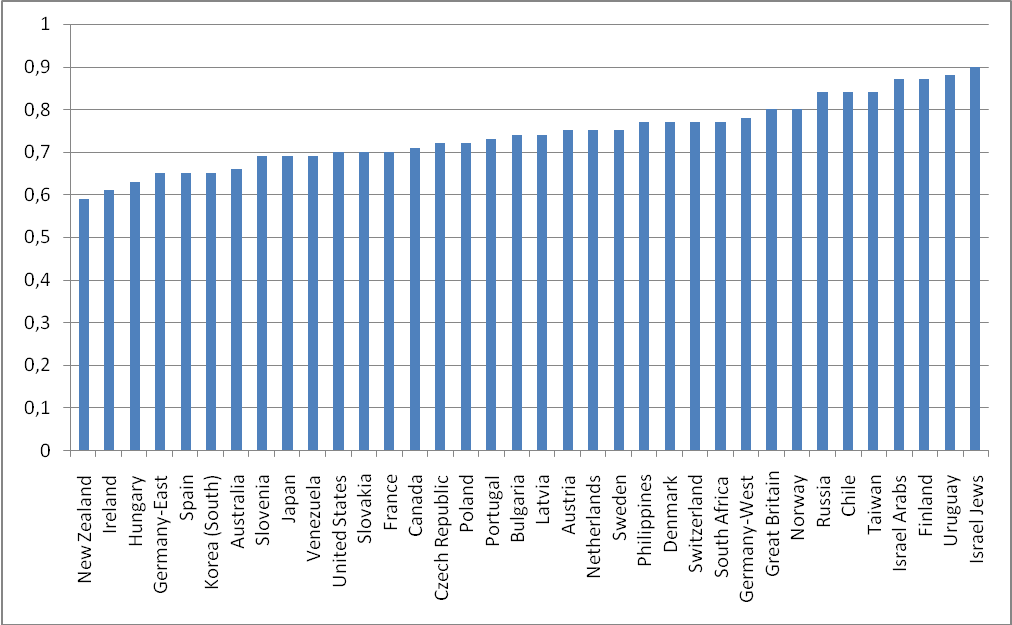 1
0,9
0,8
0,7
0,6
0,5
0,4
0,3
0,2
0,1
0
New Zealand
Ireland
Hungary
Germany-East
Spain
Korea (South)
Australia
Slovenia
Japan
Venezuela
United States
Slovakia
France
Canada
Czech Republic
Poland
Portugal
Bulgaria
Latvia
Austria
Netherlands
Sweden
Philippines
Denmark
Switzerland
South Africa
Germany-West
Great Britain
Norway
Russia
Chile
Taiwan
Israel Arabs
Finland
Uruguay
Israel Jews